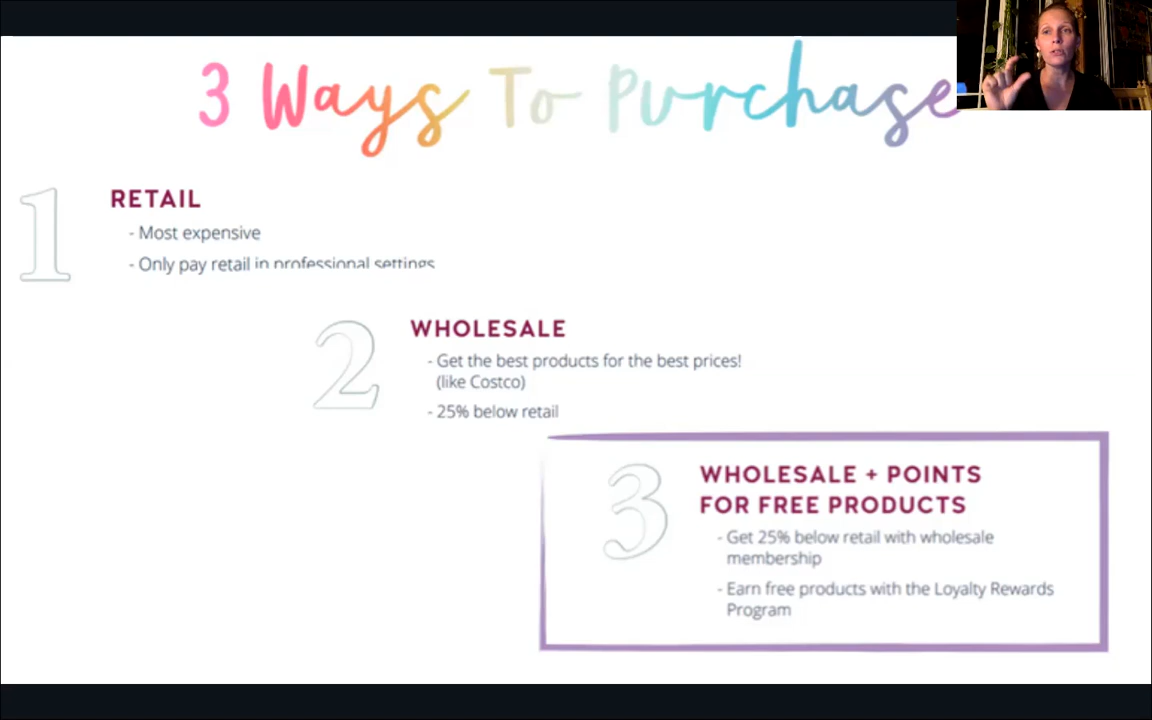 3 Ways To Purchase
1
RETAIL
- Most expensive
- Only pay retail in professional settings
2
WHOLESALE
- Get the best products for the best prices!
(like Costco)
- 25% below retail
3
WHOLESALE + POINTS
FOR FREE PRODUCTS
- Get 25% below retail with wholesale
membership
- Earn free products with the Loyalty Rewards
Program